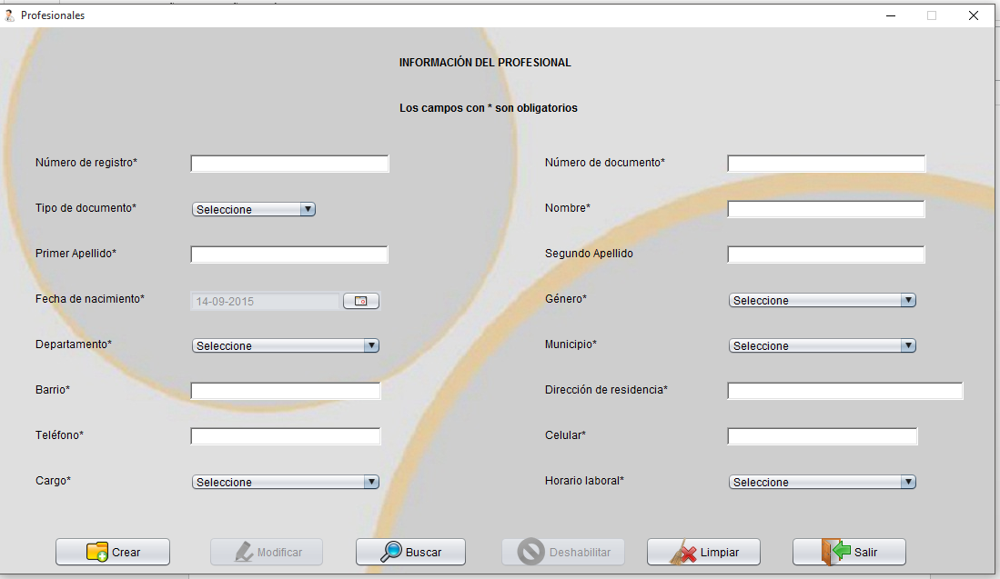 Profesionales
INFORMACIÓN DEL PROFESIONAL
Los campos con * son obligatorios
Número de registro*
Número de documento*
Tipo de documento* Seleccione
Nombre*
Primer Apellido*
Segundo Apellido
Fecha de nacimiento* 14-09-2015
Género* Seleccione
Departamento* Seleccione
Municipio* Seleccione
Barrio*
Dirección de residencia*
Teléfono*
Celular*
Cargo* Seleccione
Horario laboral* Seleccione
Crear Modificar Buscar Deshabilitar Limpiar Salir